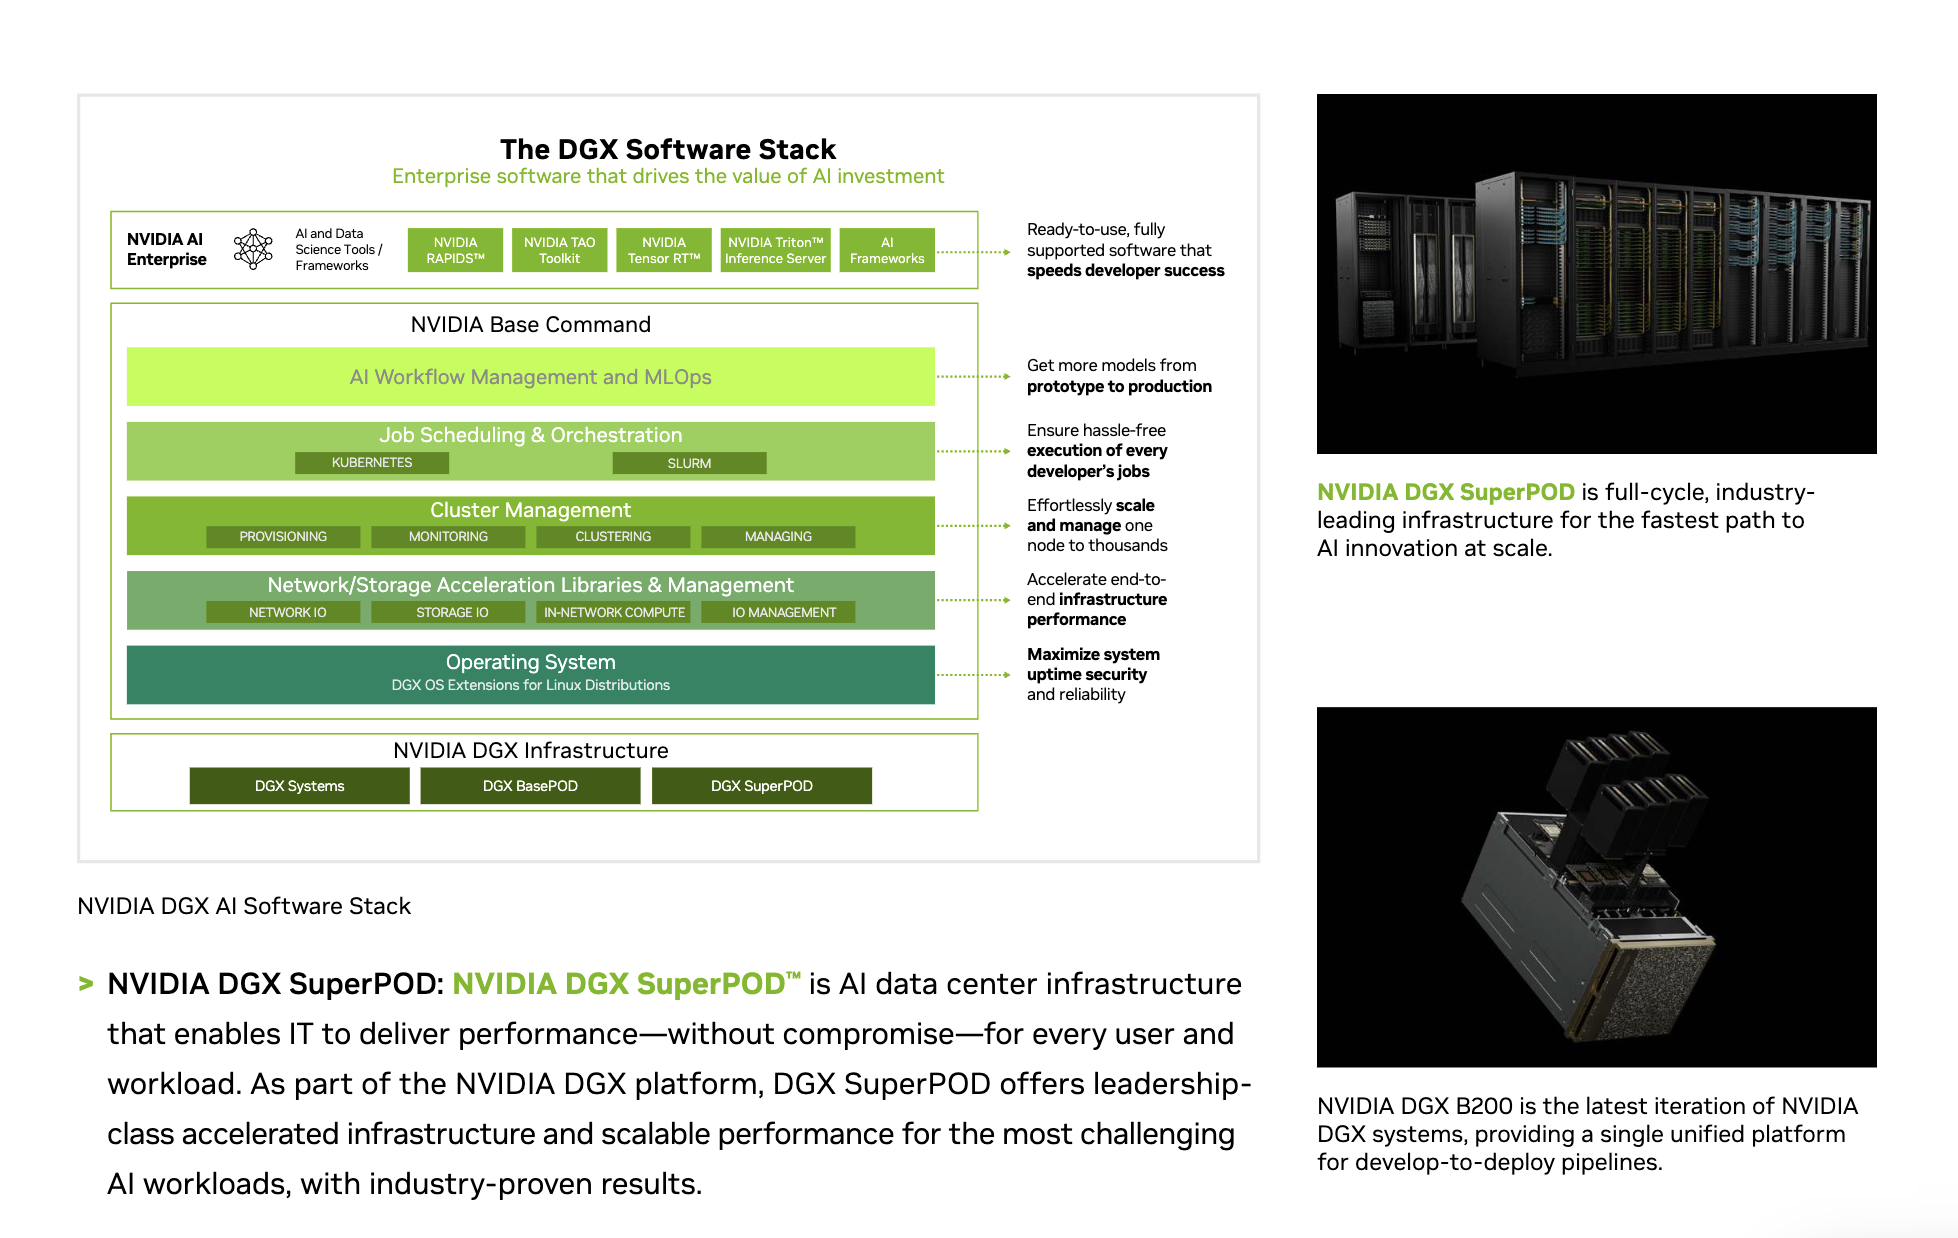 The DGX Software Stack
Enterprise software that drives the value of AI investment
NVIDIA AI
Enterprise
AI and Data
Science Tools /
Frameworks
NVIDIA
RAPIDS™
NVIDIA TAO
Toolkit
NVIDIA
Tensor RT™
NVIDIA Triton™
Inference Server
AI
Frameworks
Ready-to-use, fully
supported software that
speeds developer success
NVIDIA Base Command
AI Workflow Management and MLOps
Get more models from
prototype to production
Job Scheduling & Orchestration
KUBERNETES
SLURM
Ensure hassle-free
execution of every
developer’s jobs
Cluster Management
PROVISIONING
MONITORING
CLUSTERING
MANAGING
Effortlessly scale
and manage one
node to thousands
Network/Storage Acceleration Libraries & Management
NETWORK IO
STORAGE IO
IN-NETWORK COMPUTE
IO MANAGEMENT
Accelerate end-to-
end infrastructure
performance
Operating System
DGX OS Extensions for Linux Distributions
Maximize system
uptime security
and reliability
NVIDIA DGX Infrastructure
DGX Systems
DGX BasePOD
DGX SuperPOD
NVIDIA DGX AI Software Stack
> NVIDIA DGX SuperPOD: NVIDIA DGX SuperPOD™ is AI data center infrastructure
that enables IT to deliver performance—without compromise—for every user and
workload. As part of the NVIDIA DGX platform, DGX SuperPOD offers leadership-
class accelerated infrastructure and scalable performance for the most challenging
AI workloads, with industry-proven results.
NVIDIA DGX SuperPOD is full-cycle, industry-
leading infrastructure for the fastest path to
AI innovation at scale.
NVIDIA DGX B200 is the latest iteration of NVIDIA
DGX systems, providing a single unified platform
for develop-to-deploy pipelines.